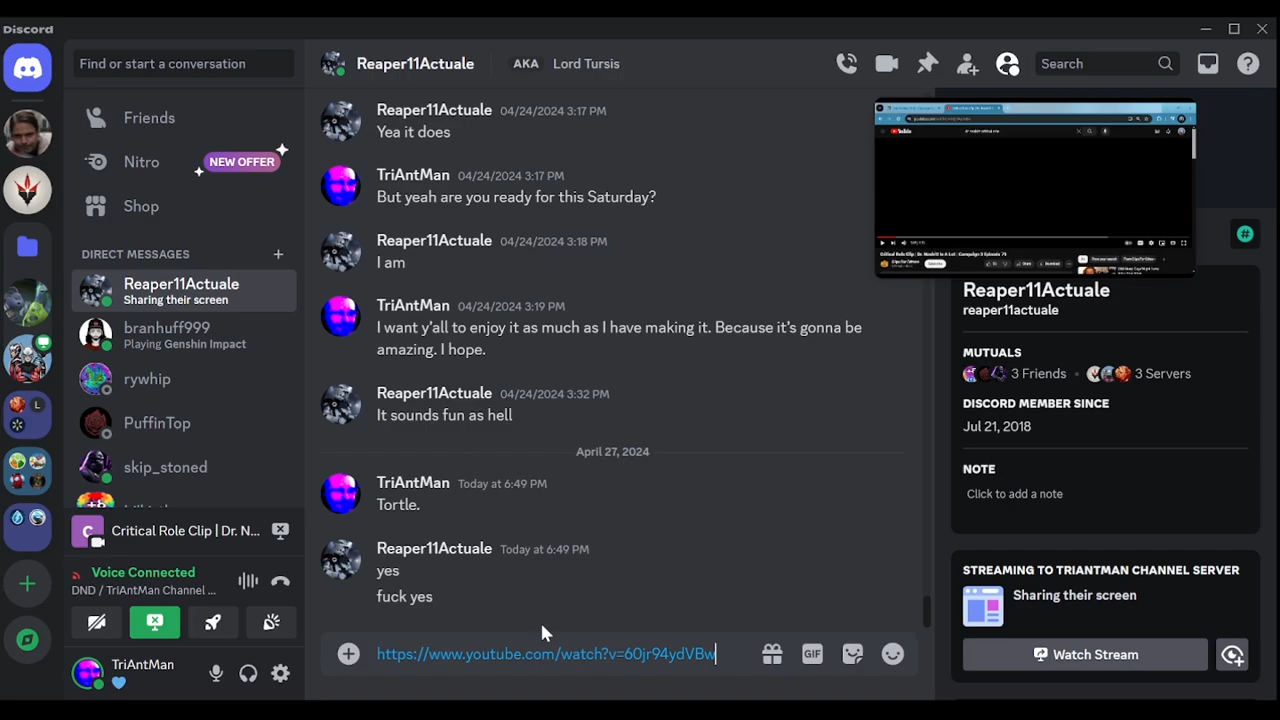 Discord
Find or start a conversation
Reaper11Actuale
AKA
Lord Tursis
Search
Friends
Nitro
NEW OFFER
Shop
DIRECT MESSAGES
Reaper11Actuale
Sharing their screen
branhuff999
Playing Genshin Impact
rywhip
PuffinTop
skip_stoned
C
Critical Role Clip | Dr. N...
Voice Connected
DND / TriAntMan Channel ...
TriAntMan
L
Reaper11Actuale 04/24/2024 3:17 PM
Yea it does
TriAntMan 04/24/2024 3:17 PM
But yeah are you ready for this Saturday?
Reaper11Actuale 04/24/2024 3:18 PM
I am
TriAntMan 04/24/2024 3:19 PM
I want y'all to enjoy it as much as I have making it. Because it's gonna be
amazing. I hope.
Reaper11Actuale 04/24/2024 3:32 PM
It sounds fun as hell
April 27, 2024
TriAntMan Today at 6:49 PM
Tortle.
Reaper11Actuale Today at 6:49 PM
yes
fuck yes
https://www.youtube.com/watch?v=60jr94ydVBw
GIF
YouTube
Reaper11Actuale
reaper11actuale
MUTUALS
3 Friends • 3 Servers
DISCORD MEMBER SINCE
Jul 21, 2018
NOTE
Click to add a note
STREAMING TO TRIANTMAN CHANNEL SERVER
Sharing their screen
Watch Stream